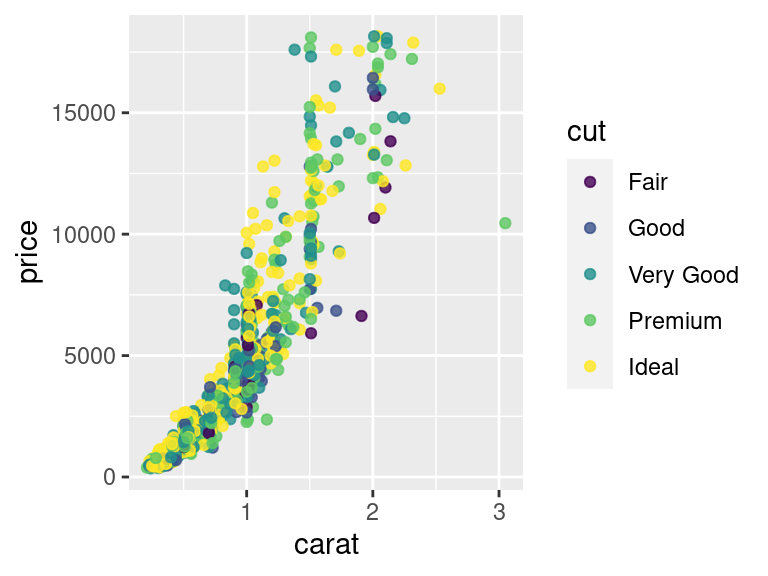 15000
10000
5000
0
price
1
2
3
carat
cut
Fair
Good
Very Good
Premium
Ideal